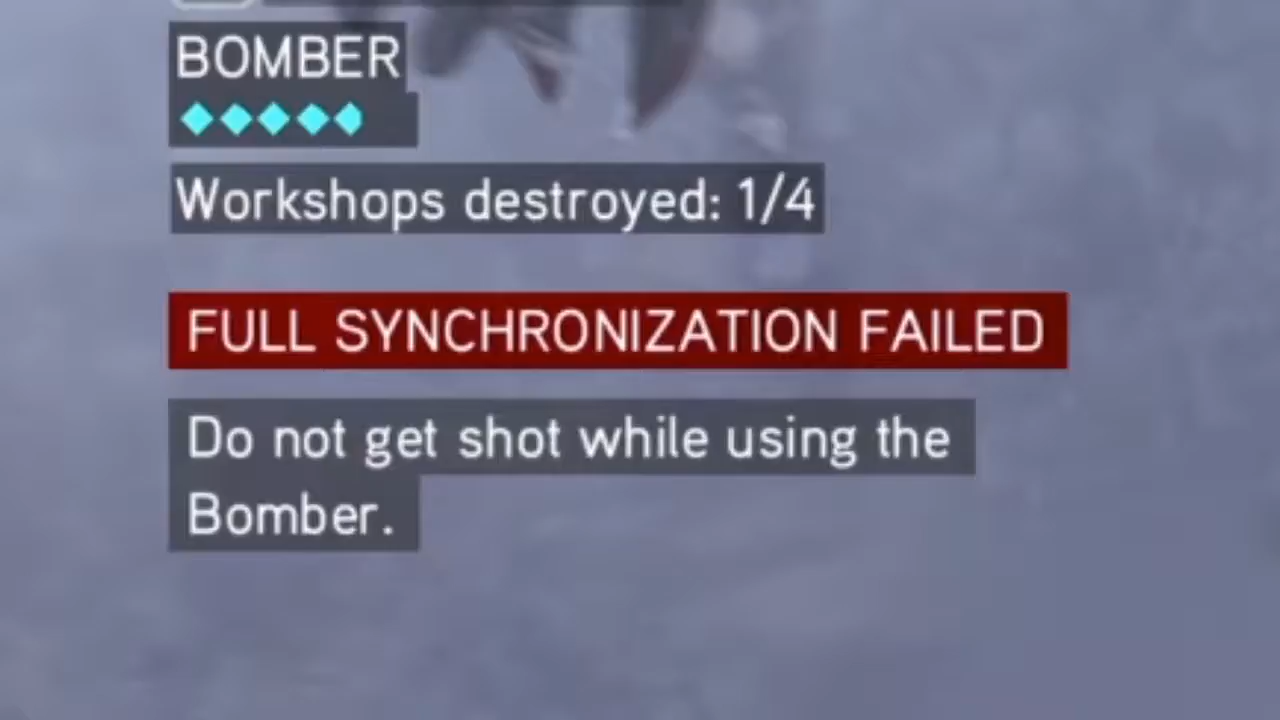 BOMBER
Workshops destroyed: 1/4
FULL SYNCHRONIZATION FAILED
Do not get shot while using the
Bomber.